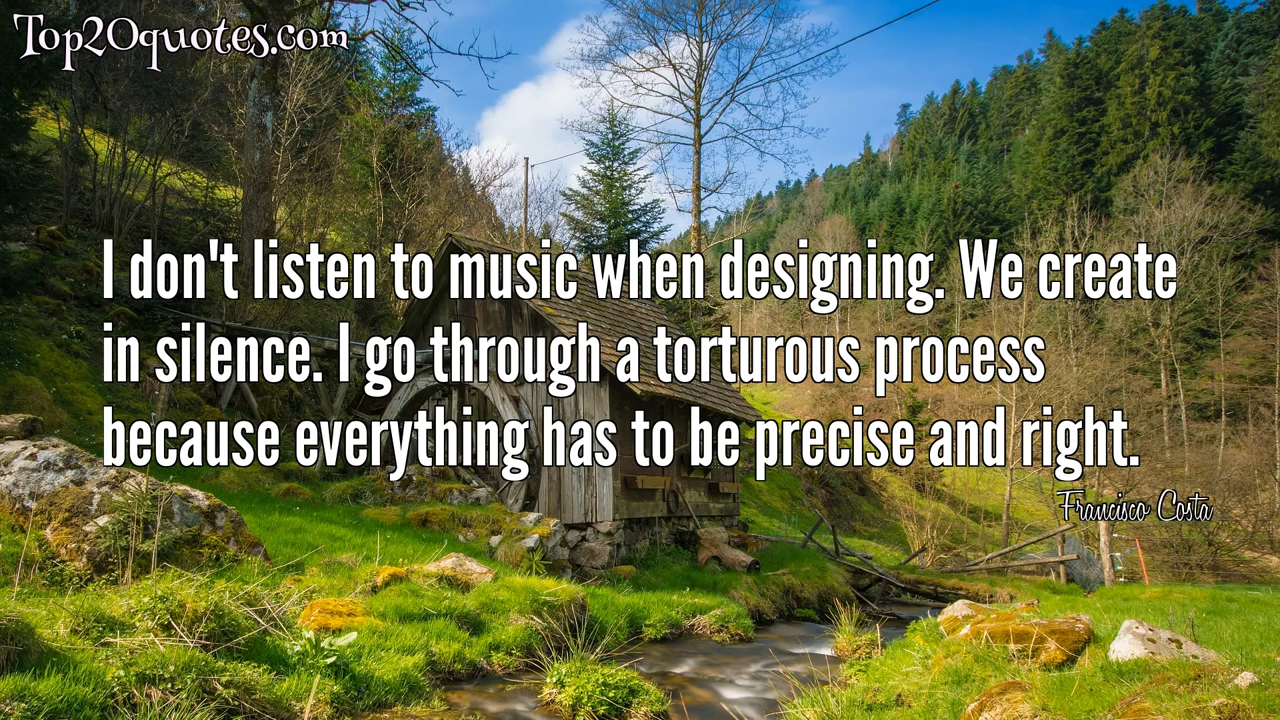 Top20quotes.com
I don't listen to music when designing. We create
in silence. I go through a torturous process
because everything has to be precise and right.
Francisco Costa